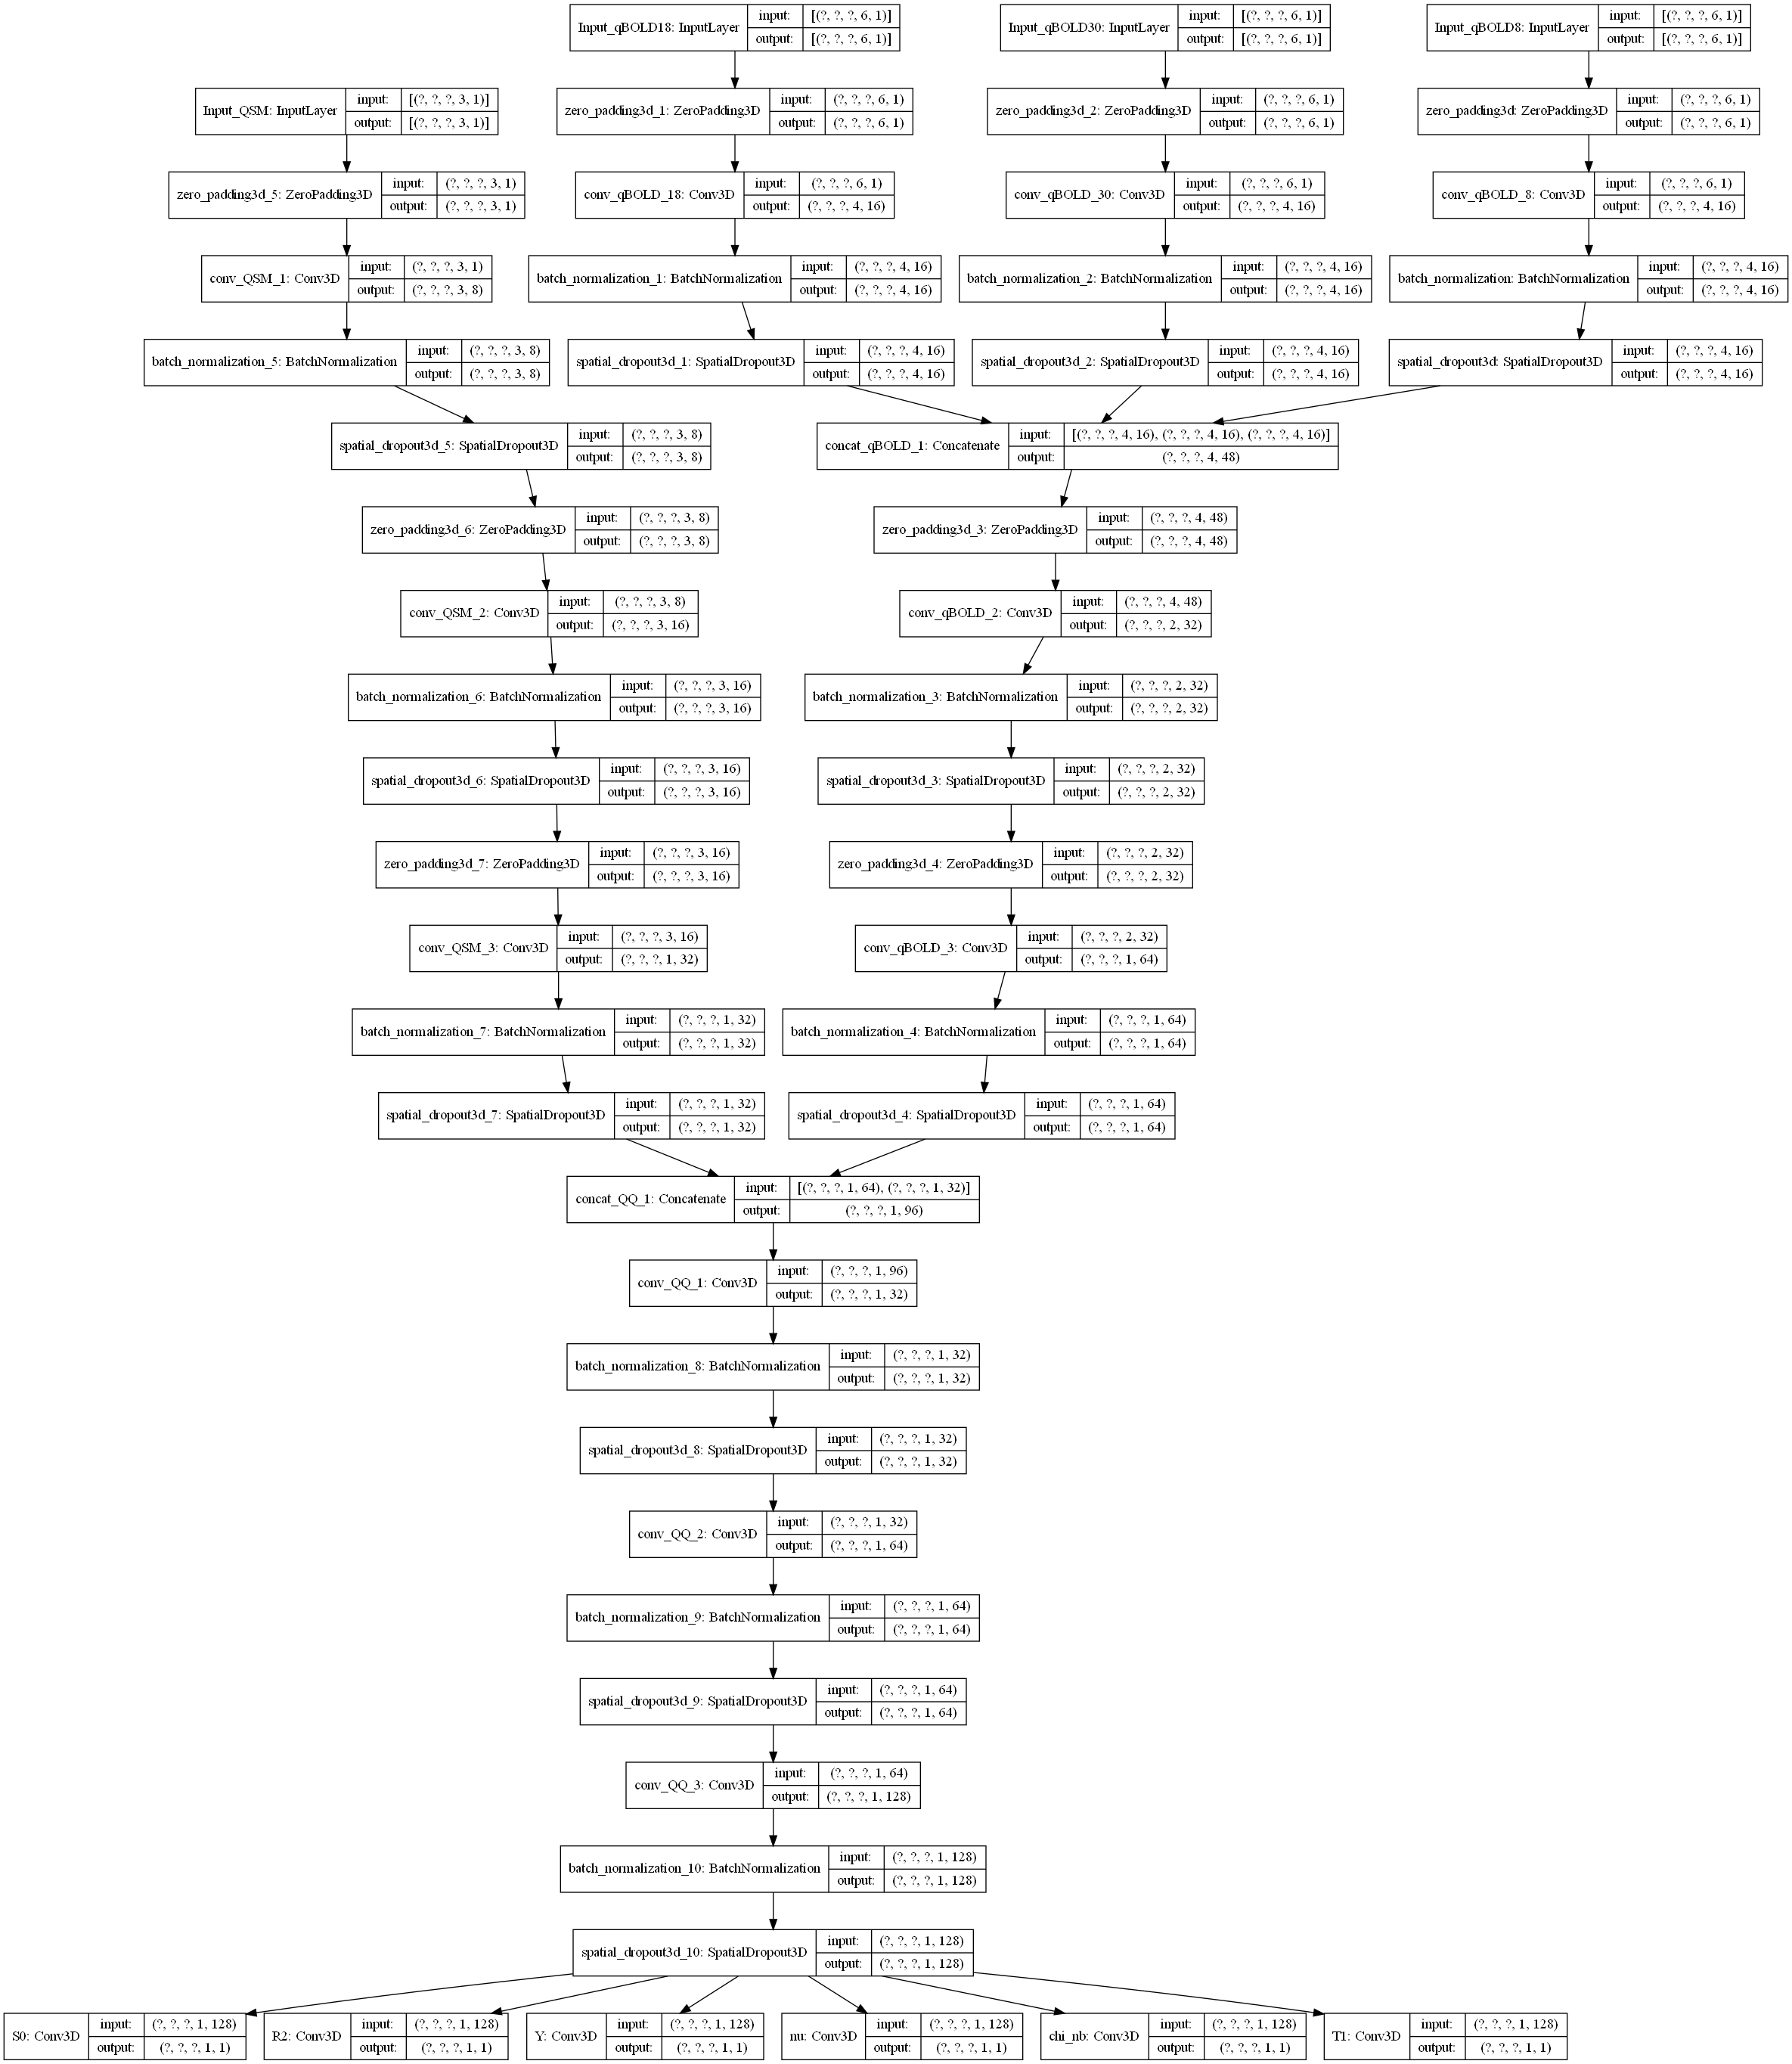 Input_qBOLD18: InputLayer input: [(?, ?, ?, 6, 1)] output: [(?, ?, ?, 6, 1)]
Input_qBOLD30: InputLayer input: [(?, ?, ?, 6, 1)] output: [(?, ?, ?, 6, 1)]
Input_qBOLD8: InputLayer input: [(?, ?, ?, 6, 1)] output: [(?, ?, ?, 6, 1)]
Input_QSM: InputLayer input: [(?, ?, ?, 3, 1)] output: [(?, ?, ?, 3, 1)]
zero_padding3d_1: ZeroPadding3D input: (?, ?, ?, 6, 1) output: (?, ?, ?, 6, 1)
zero_padding3d_2: ZeroPadding3D input: (?, ?, ?, 6, 1) output: (?, ?, ?, 6, 1)
zero_padding3d: ZeroPadding3D input: (?, ?, ?, 6, 1) output: (?, ?, ?, 6, 1)
zero_padding3d_5: ZeroPadding3D input: (?, ?, ?, 3, 1) output: (?, ?, ?, 3, 1)
conv_qBOLD_18: Conv3D input: (?, ?, ?, 6, 1) output: (?, ?, ?, 4, 16)
conv_qBOLD_30: Conv3D input: (?, ?, ?, 6, 1) output: (?, ?, ?, 4, 16)
conv_qBOLD_8: Conv3D input: (?, ?, ?, 6, 1) output: (?, ?, ?, 4, 16)
conv_QSM_1: Conv3D input: (?, ?, ?, 3, 1) output: (?, ?, ?, 3, 8)
batch_normalization_1: BatchNormalization input: (?, ?, ?, 4, 16) output: (?, ?, ?, 4, 16)
batch_normalization_2: BatchNormalization input: (?, ?, ?, 4, 16) output: (?, ?, ?, 4, 16)
batch_normalization: BatchNormalization input: (?, ?, ?, 4, 16) output: (?, ?, ?, 4, 16)
batch_normalization_5: BatchNormalization input: (?, ?, ?, 3, 8) output: (?, ?, ?, 3, 8)
spatial_dropout3d_1: SpatialDropout3D input: (?, ?, ?, 4, 16) output: (?, ?, ?, 4, 16)
spatial_dropout3d_2: SpatialDropout3D input: (?, ?, ?, 4, 16) output: (?, ?, ?, 4, 16)
spatial_dropout3d: SpatialDropout3D input: (?, ?, ?, 4, 16) output: (?, ?, ?, 4, 16)
spatial_dropout3d_5: SpatialDropout3D input: (?, ?, ?, 3, 8) output: (?, ?, ?, 3, 8)
concat_qBOLD_1: Concatenate input: [(?, ?, ?, 4, 16), (?, ?, ?, 4, 16), (?, ?, ?, 4, 16)] output: (?, ?, ?, 4, 48)
zero_padding3d_6: ZeroPadding3D input: (?, ?, ?, 3, 8) output: (?, ?, ?, 3, 8)
zero_padding3d_3: ZeroPadding3D input: (?, ?, ?, 4, 48) output: (?, ?, ?, 4, 48)
conv_QSM_2: Conv3D input: (?, ?, ?, 3, 8) output: (?, ?, ?, 3, 16)
conv_qBOLD_2: Conv3D input: (?, ?, ?, 4, 48) output: (?, ?, ?, 2, 32)
batch_normalization_6: BatchNormalization input: (?, ?, ?, 3, 16) output: (?, ?, ?, 3, 16)
batch_normalization_3: BatchNormalization input: (?, ?, ?, 2, 32) output: (?, ?, ?, 2, 32)
spatial_dropout3d_6: SpatialDropout3D input: (?, ?, ?, 3, 16) output: (?, ?, ?, 3, 16)
spatial_dropout3d_3: SpatialDropout3D input: (?, ?, ?, 2, 32) output: (?, ?, ?, 2, 32)
zero_padding3d_7: ZeroPadding3D input: (?, ?, ?, 3, 16) output: (?, ?, ?, 3, 16)
zero_padding3d_4: ZeroPadding3D input: (?, ?, ?, 2, 32) output: (?, ?, ?, 2, 32)
conv_QSM_3: Conv3D input: (?, ?, ?, 3, 16) output: (?, ?, ?, 1, 32)
conv_qBOLD_3: Conv3D input: (?, ?, ?, 2, 32) output: (?, ?, ?, 1, 64)
batch_normalization_7: BatchNormalization input: (?, ?, ?, 1, 32) output: (?, ?, ?, 1, 32)
batch_normalization_4: BatchNormalization input: (?, ?, ?, 1, 64) output: (?, ?, ?, 1, 64)
spatial_dropout3d_7: SpatialDropout3D input: (?, ?, ?, 1, 32) output: (?, ?, ?, 1, 32)
spatial_dropout3d_4: SpatialDropout3D input: (?, ?, ?, 1, 64) output: (?, ?, ?, 1, 64)
concat_QQ_1: Concatenate input: [(?, ?, ?, 1, 64), (?, ?, ?, 1, 32)] output: (?, ?, ?, 1, 96)
conv_QQ_1: Conv3D input: (?, ?, ?, 1, 96) output: (?, ?, ?, 1, 32)
batch_normalization_8: BatchNormalization input: (?, ?, ?, 1, 32) output: (?, ?, ?, 1, 32)
spatial_dropout3d_8: SpatialDropout3D input: (?, ?, ?, 1, 32) output: (?, ?, ?, 1, 32)
conv_QQ_2: Conv3D input: (?, ?, ?, 1, 32) output: (?, ?, ?, 1, 64)
batch_normalization_9: BatchNormalization input: (?, ?, ?, 1, 64) output: (?, ?, ?, 1, 64)
spatial_dropout3d_9: SpatialDropout3D input: (?, ?, ?, 1, 64) output: (?, ?, ?, 1, 64)
conv_QQ_3: Conv3D input: (?, ?, ?, 1, 64) output: (?, ?, ?, 1, 128)
batch_normalization_10: BatchNormalization input: (?, ?, ?, 1, 128) output: (?, ?, ?, 1, 128)
spatial_dropout3d_10: SpatialDropout3D input: (?, ?, ?, 1, 128) output: (?, ?, ?, 1, 128)
S0: Conv3D input: (?, ?, ?, 1, 128) output: (?, ?, ?, 1, 1)
R2: Conv3D input: (?, ?, ?, 1, 128) output: (?, ?, ?, 1, 1)
Y: Conv3D input: (?, ?, ?, 1, 128) output: (?, ?, ?, 1, 1)
nu: Conv3D input: (?, ?, ?, 1, 128) output: (?, ?, ?, 1, 1)
chi_nb: Conv3D input: (?, ?, ?, 1, 128) output: (?, ?, ?, 1, 1)
T1: Conv3D input: (?, ?, ?, 1, 128) output: (?, ?, ?, 1, 1)